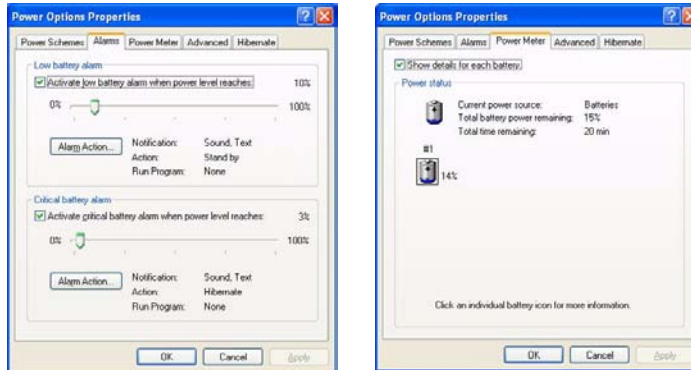 Power Options Properties
Power Schemes Alarms Power Meter Advanced Hibernate
Low battery alarm
Activate low battery alarm when power level reaches: 10%
0% 100%
Alarm Action... Notification: Sound, Text
Action: Stand by
Run Program: None
Critical battery alarm
Activate critical battery alarm when power level reaches: 3%
0% 100%
Alarm Action... Notification: Sound, Text
Action: Hibernate
Run Program: None
OK Cancel Apply
Power Options Properties
Power Schemes Alarms Power Meter Advanced Hibernate
Show details for each battery.
Power status
Current power source: Batteries
Total battery power remaining: 15%
Total time remaining: 20 min
#1
14%
Click an individual battery icon for more information.
OK Cancel Apply